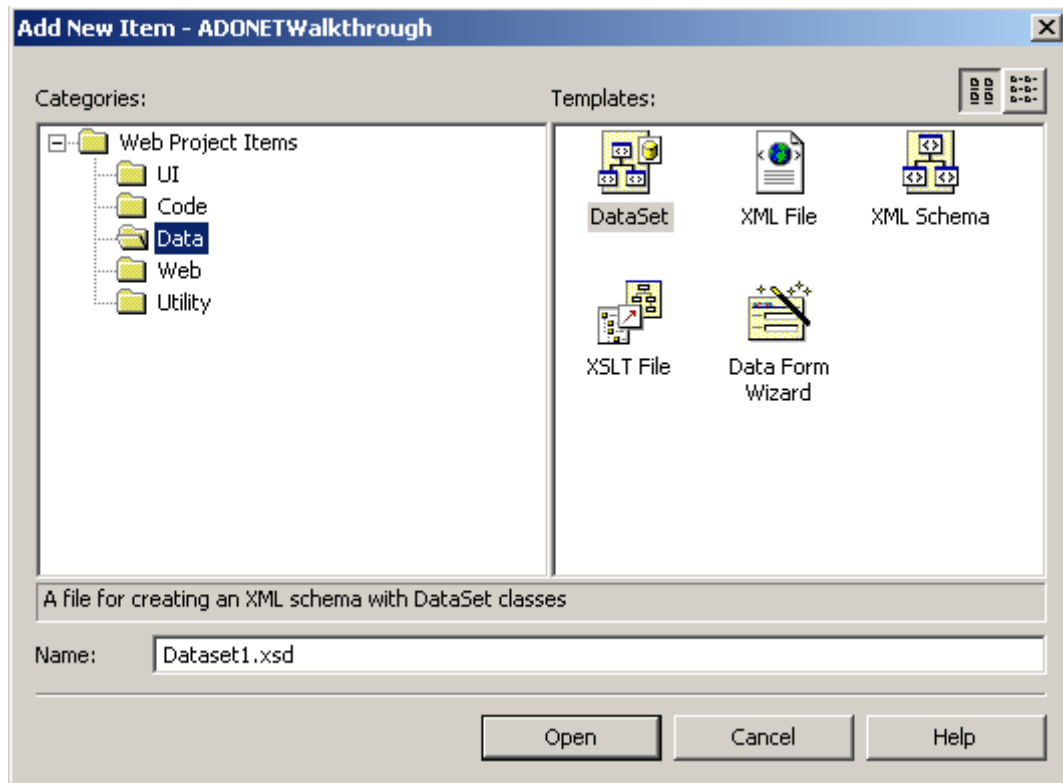 Add New Item - ADONETWalkthrough
Categories:
Templates:
Web Project Items
UI
Code
Data
Web
Utility
DataSet
XML File
XML Schema
XSLT File
Data Form
Wizard
A file for creating an XML schema with DataSet classes
Name:
Dataset1.xsd
Open
Cancel
Help